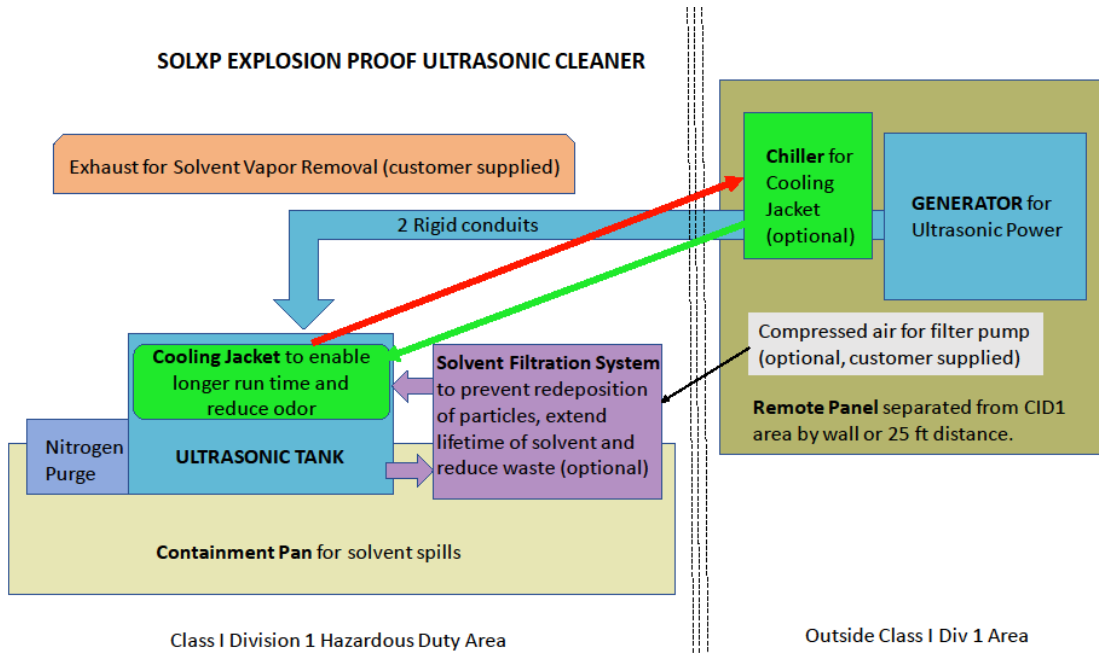 SOLXP EXPLOSION PROOF ULTRASONIC CLEANER
Exhaust for Solvent Vapor Removal (customer supplied)
2 Rigid conduits
Chiller for
Cooling
Jacket
(optional)
GENERATOR for
Ultrasonic Power
Cooling Jacket to enable
longer run time and
reduce odor
Solvent Filtration System
to prevent redeposition
of particles, extend
lifetime of solvent and
reduce waste (optional)
Compressed air for filter pump
(optional, customer supplied)
Remote Panel separated from CID1
area by wall or 25 ft distance.
Nitrogen
Purge
ULTRASONIC TANK
Containment Pan for solvent spills
Class I Division 1 Hazardous Duty Area
Outside Class I Div 1 Area